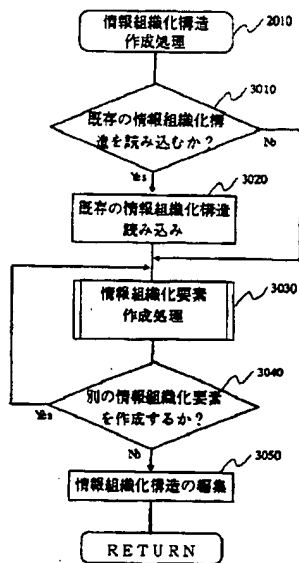 情報組織化構造
作成処理
2010
3010
既存の情報組織化構
造を読み込むか？
No
Yes
3020
既存の情報組織化構造
読み込み
3030
情報組織化要素
作成処理
3040
別の情報組織化要素
を作成するか？
Yes
No
3050
情報組織化構造の編集
RETURN